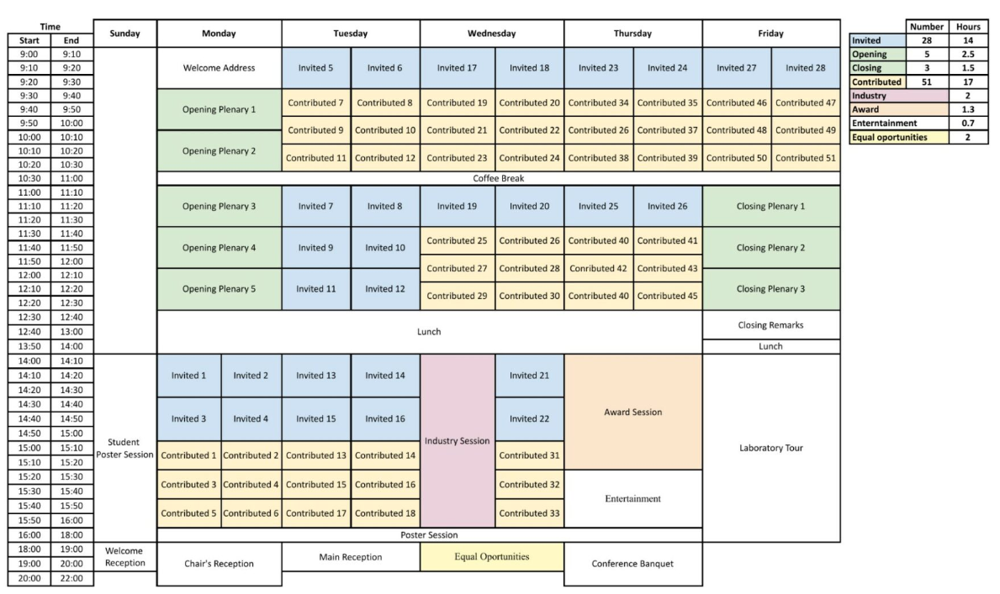 Time Sunday Monday Tuesday Wednesday Thursday Friday
Start End
9:00 9:10
9:10 9:20 Welcome Address Invited 5 Invited 6 Invited 17 Invited 18 Invited 23 Invited 24 Invited 27 Invited 28
9:20 9:30
9:30 9:40 Contributed 7 Contributed 8 Contributed 19 Contributed 20 Contributed 34 Contributed 35 Contributed 46 Contributed 47
9:40 9:50 Opening Plenary 1
9:50 10:00 Contributed 9 Contributed 10 Contributed 21 Contributed 22 Contributed 26 Contributed 37 Contributed 48 Contributed 49
10:00 10:10
10:10 10:20 Opening Plenary 2 Contributed 11 Contributed 12 Contributed 23 Contributed 24 Contributed 38 Contributed 39 Contributed 50 Contributed 51
10:20 10:30
10:30 11:00 Coffee Break
11:00 11:10
11:10 11:20 Opening Plenary 3 Invited 7 Invited 8 Invited 19 Invited 20 Invited 25 Invited 26 Closing Plenary 1
11:20 11:30
11:30 11:40 Contributed 25 Contributed 26 Contributed 40 Contributed 41
11:40 11:50 Opening Plenary 4 Invited 9 Invited 10 Closing Plenary 2
11:50 12:00 Contributed 27 Contributed 28 Conributed 42 Contributed 43
12:00 12:10
12:10 12:20 Opening Plenary 5 Invited 11 Invited 12 Contributed 29 Contributed 30 Contributed 40 Contributed 45 Closing Plenary 3
12:20 12:30
12:30 12:40 Lunch Closing Remarks
12:40 13:00
13:50 14:00 Lunch
14:00 14:10
14:10 14:20 Invited 1 Invited 2 Invited 13 Invited 14 Invited 21
14:20 14:30
14:30 14:40
14:40 14:50 Invited 3 Invited 4 Invited 15 Invited 16 Invited 22 Award Session
14:50 15:00
Student Poster Session Industry Session Laboratory Tour
15:00 15:10 Contributed 1 Contributed 2 Contributed 13 Contributed 14 Contributed 31
15:10 15:20
15:20 15:30 Contributed 3 Contributed 4 Contributed 15 Contributed 16 Contributed 32
15:30 15:40 Entertainment
15:40 15:50 Contributed 5 Contributed 6 Contributed 17 Contributed 18 Contributed 33
15:50 16:00
16:00 18:00 Poster Session
18:00 19:00 Welcome Reception Main Reception Equal Oportunities
19:00 20:00 Chair's Reception Conference Banquet
20:00 22:00
Number Hours
Invited 28 14
Opening 5 2.5
Closing 3 1.5
Contributed 51 17
Industry 2
Award 1.3
Enterntainment 0.7
Equal oportunities 2